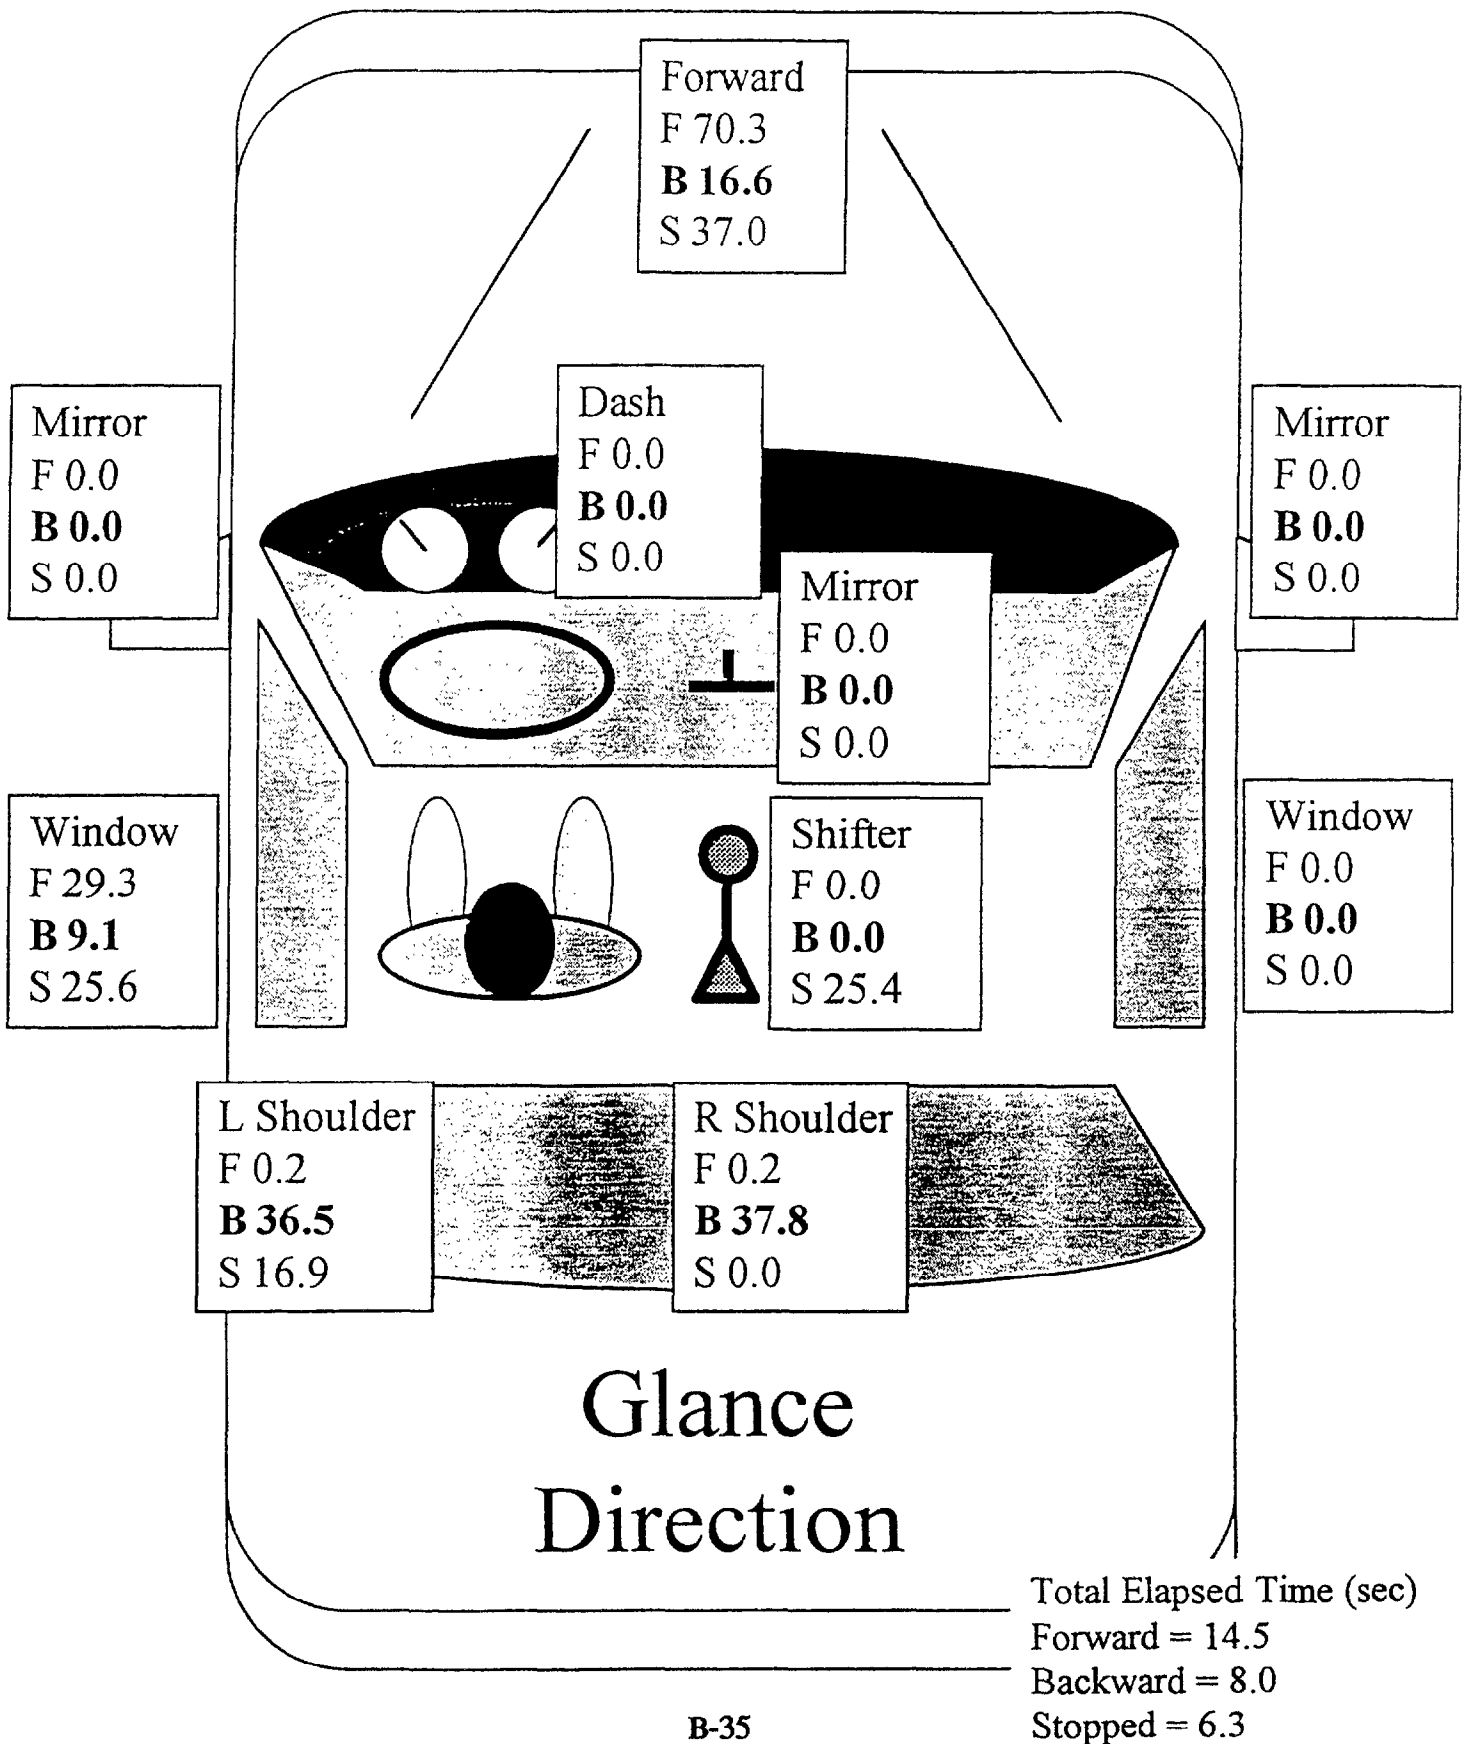 Forward
F 70.3
B 16.6
S 37.0
Mirror
F 0.0
B 0.0
S 0.0
Dash
F 0.0
B 0.0
S 0.0
Mirror
F 0.0
B 0.0
S 0.0
Mirror
F 0.0
B 0.0
S 0.0
Window
F 29.3
B 9.1
S 25.6
Shifter
F 0.0
B 0.0
S 25.4
Window
F 0.0
B 0.0
S 0.0
L Shoulder
F 0.2
B 36.5
S 16.9
R Shoulder
F 0.2
B 37.8
S 0.0
Glance
Direction
Total Elapsed Time (sec)
Forward = 14.5
Backward = 8.0
Stopped = 6.3
B-35